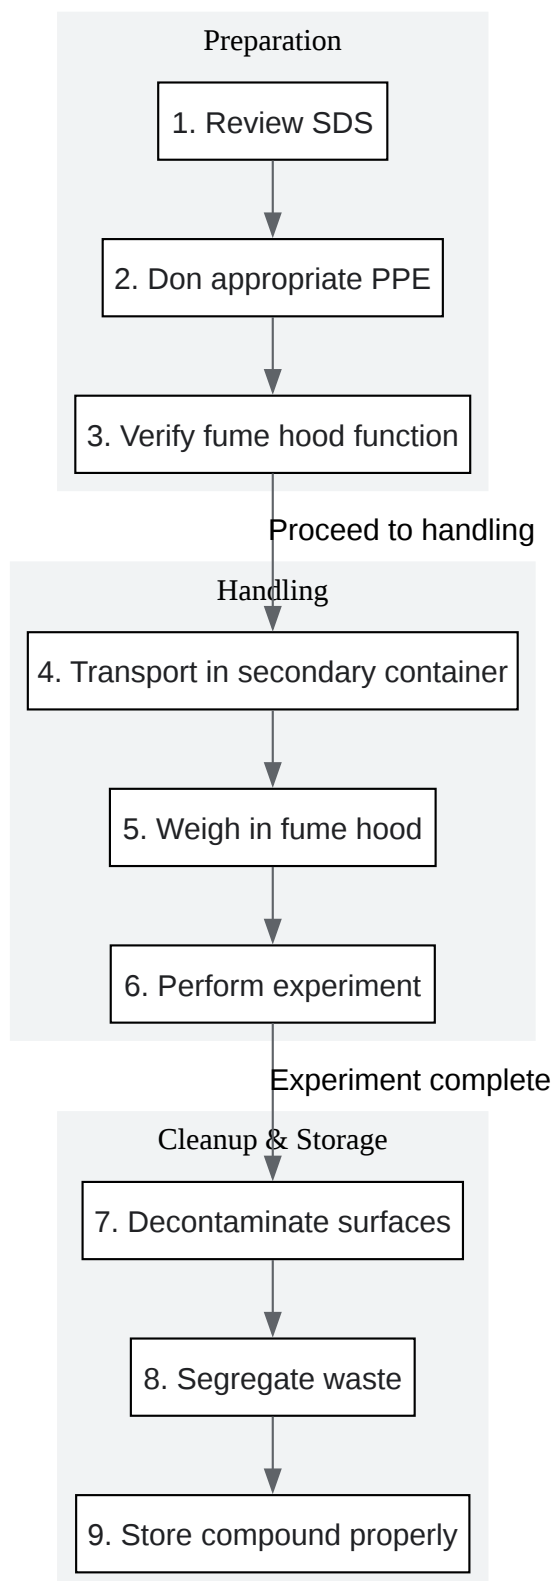 Preparation
1. Review SDS
2. Don appropriate PPE
3. Verify fume hood function
Proceed to handling
Handling
4. Transport in secondary container
5. Weigh in fume hood
6. Perform experiment
Experiment complete
Cleanup & Storage
7. Decontaminate surfaces
8. Segregate waste
9. Store compound properly